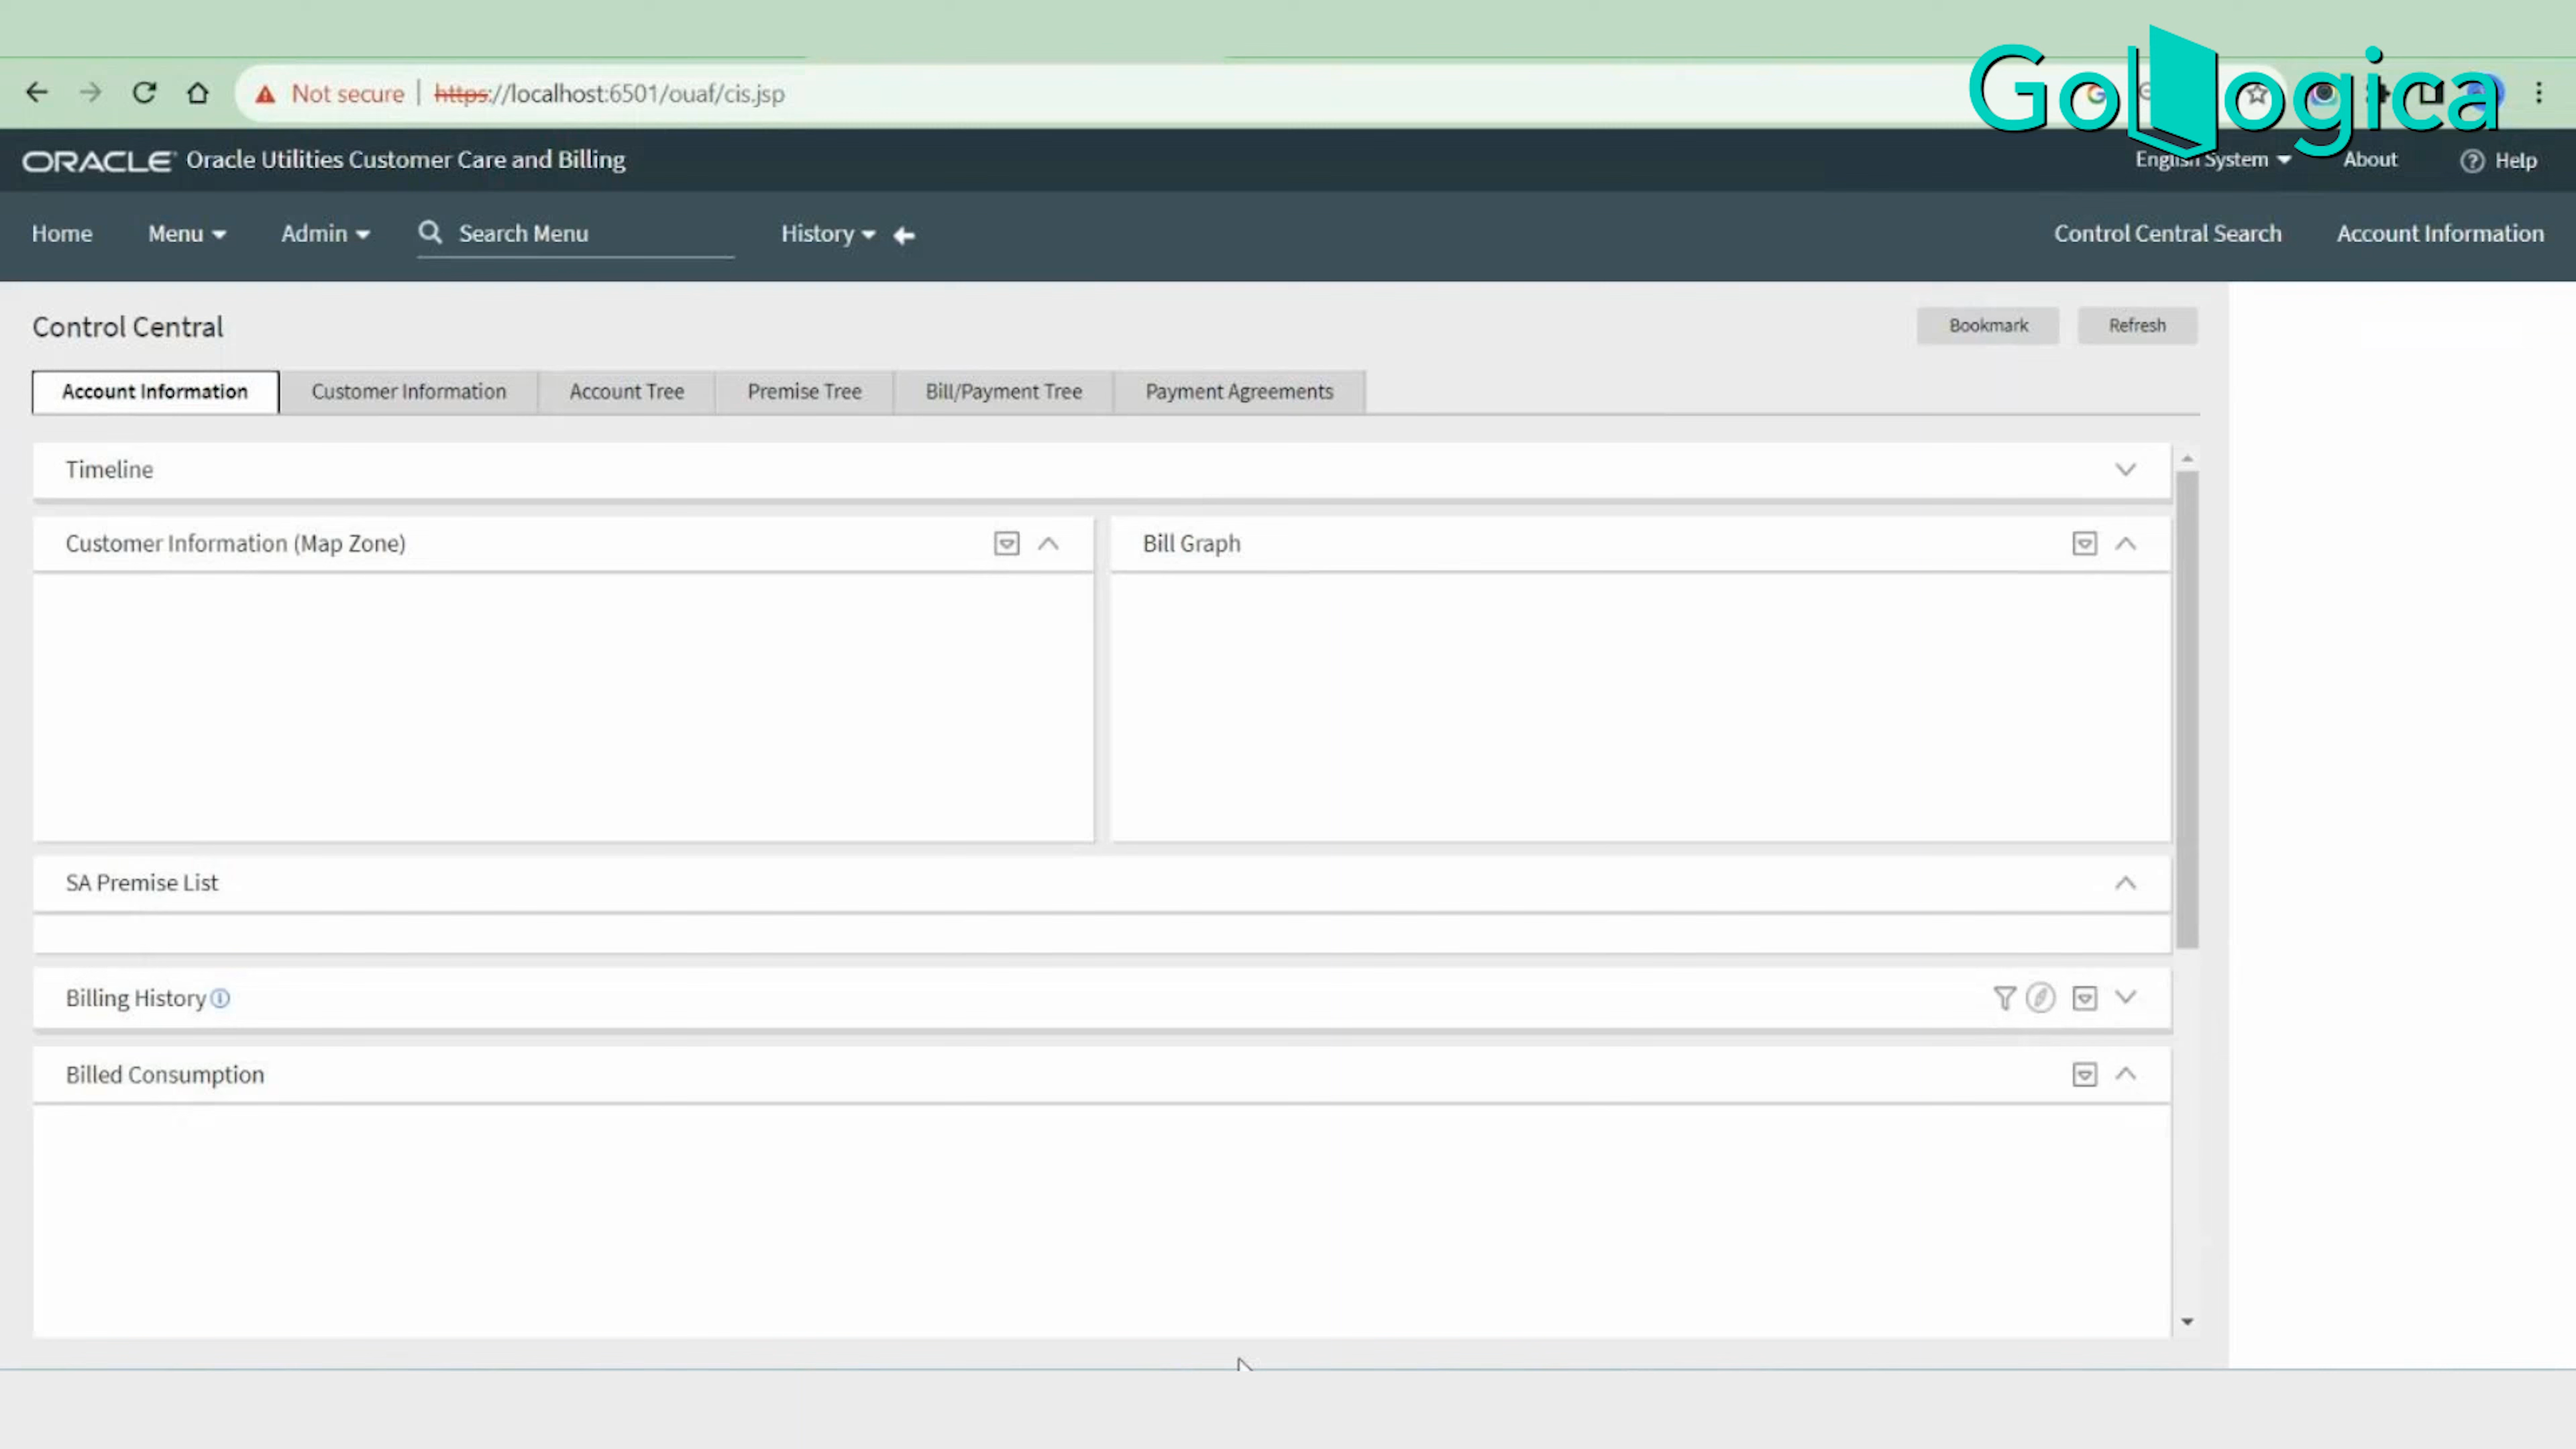 GoLogica
Not secure | https://localhost:6501/ouaf/cis.jsp
ORACLE Oracle Utilities Customer Care and Billing
English System About Help
Home Menu Admin Search Menu History Control Central Search Account Information
Control Central
Bookmark Refresh
Account Information Customer Information Account Tree Premise Tree Bill/Payment Tree Payment Agreements
Timeline
Customer Information (Map Zone) Bill Graph
SA Premise List
Billing History
Billed Consumption